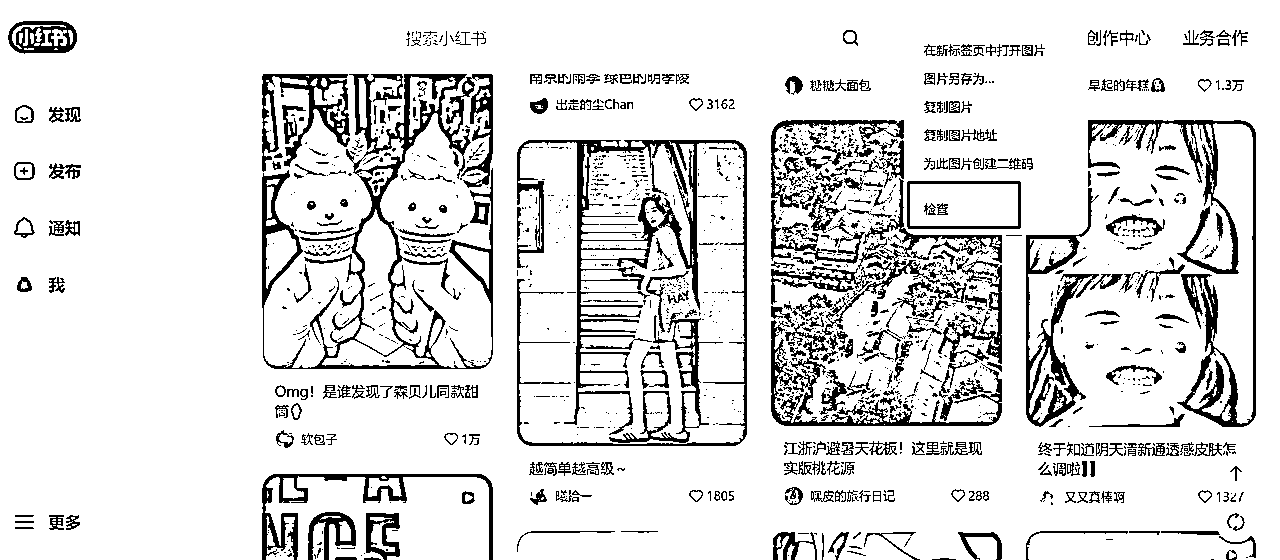 小红书
搜索小红书
创作中心
业务合作
发现
发布
通知
我
更多
在新标签页中打开图片
图片另存为...
复制图片
复制图片地址
为此图片创建二维码
检查
Omg！是谁发现了森贝儿同款甜
筒
软包子
1万
南京的雨季 绿色的明孝陵
出走的尘Chan
3162
HAY
越简单越高级~
曦拾一
1805
糖糖大面包
江浙沪避暑天花板！这里就是现
实版桃花源
嘿皮的旅行日记
288
早起的年糕
1.3万
终于知道阴天清新通透感皮肤怎
么调啦
又又真棒啊
1327